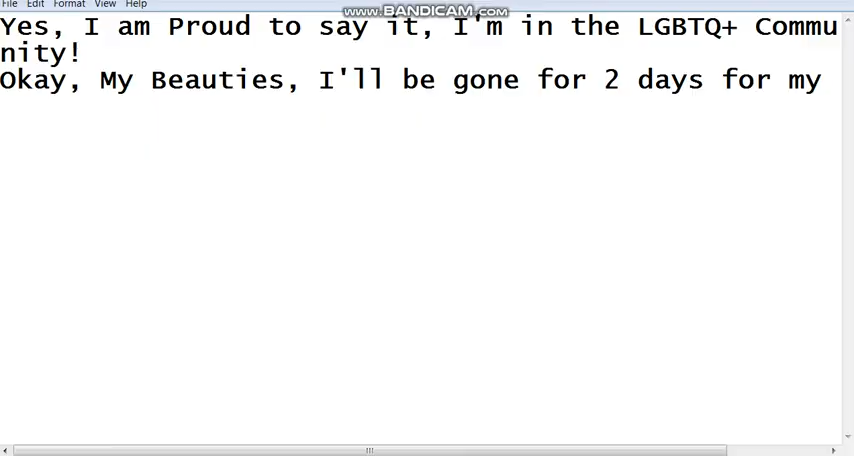 File Edit Format View Help
www.BANDICAM.com
Yes, I am Proud to say it, I'm in the LGBTQ+ Commu
nity!
Okay, My Beauties, I'll be gone for 2 days for my